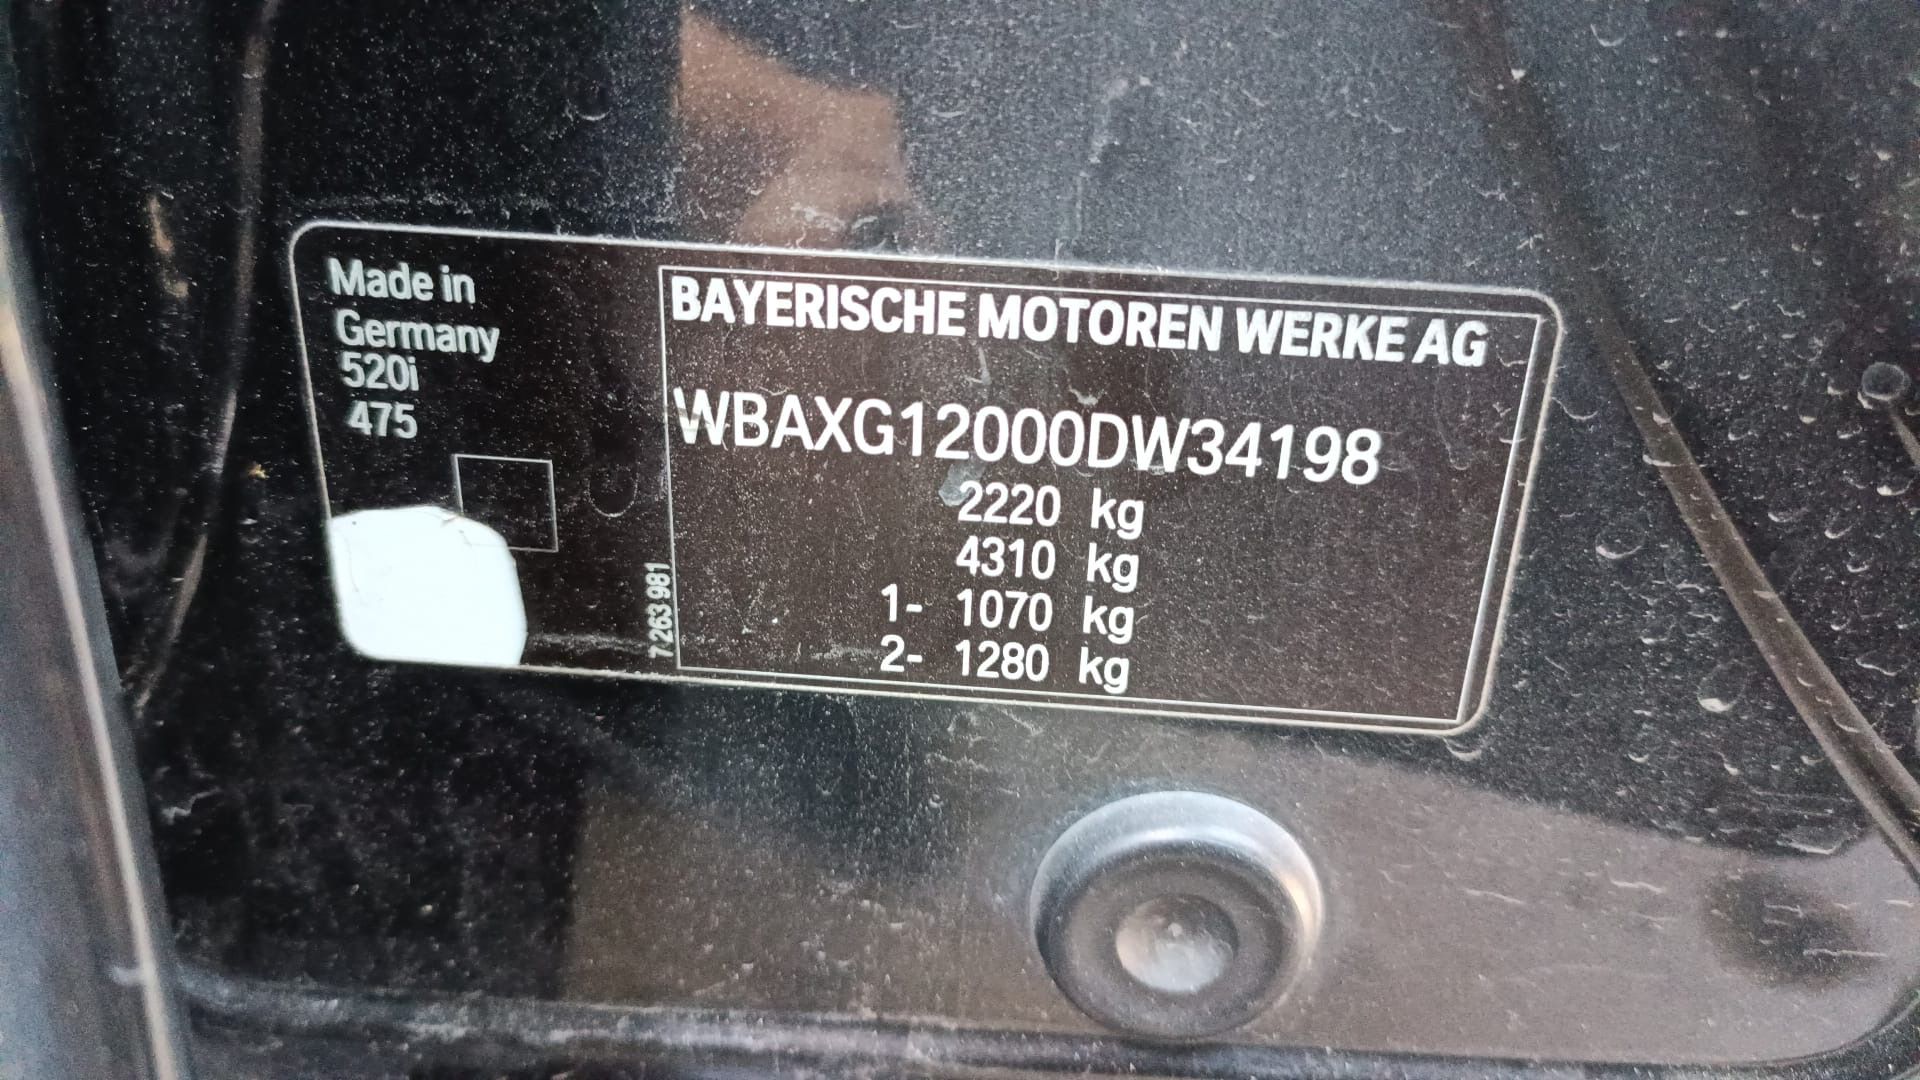 Made in
Germany
520i
475
7 263 981
BAYERISCHE MOTOREN WERKE AG
WBAXG12000DW34198
2220 kg
4310 kg
1- 1070 kg
2- 1280 kg